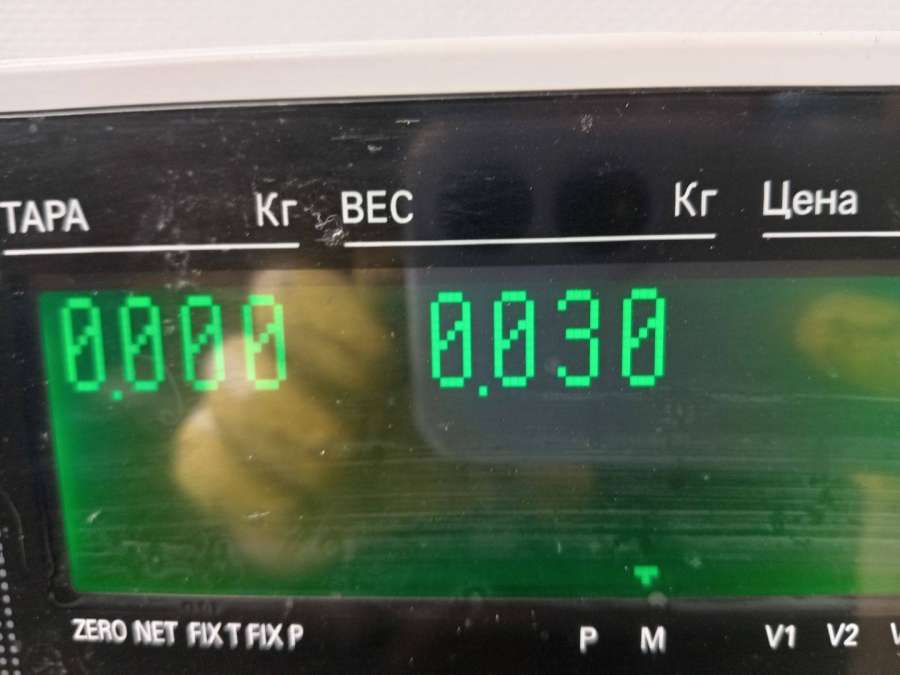 ТАРА Кг ВЕС Кг Цена
0.000 0.030
ZERO NET FIX T FIX P P M V1 V2